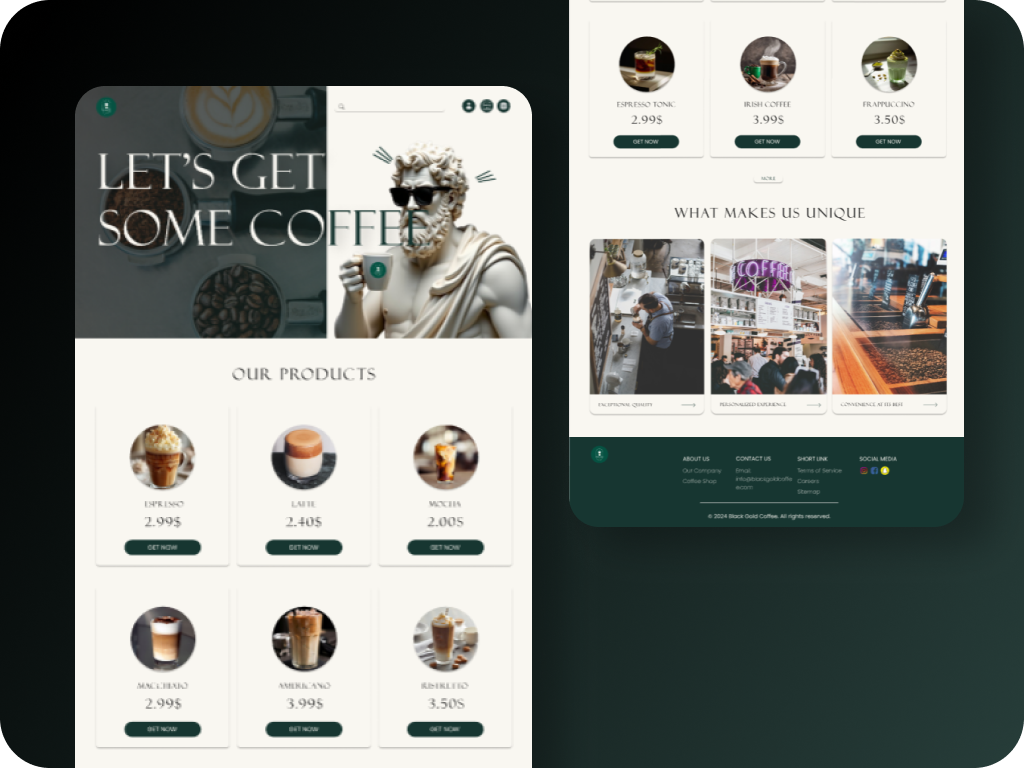 LET'S GET
SOME COFFEE
OUR PRODUCTS
ESPRESSO
LATTE
MOCHA
2.99$
2.40$
2.00$
GET NOW
GET NOW
GET NOW
MACCHIATO
AMERICANO
RISTRETTO
2.99$
3.99$
3.50$
GET NOW
GET NOW
GET NOW
ESPRESSO TONIC
IRISH COFFEE
FRAPPUCCINO
2.99$
3.99$
3.50$
GET NOW
GET NOW
GET NOW
MORE
WHAT MAKES US UNIQUE
COFFEE
EXCEPTIONAL QUALITY
PERSONALIZED EXPERIENCE
CONVENIENCE AT ITS BEST
ABOUT US
Our Company
Coffee Shop
CONTACT US
Email:
info@blackgoldcoffe
e.com
SHORT LINK
Terms of Service
Careers
Sitemap
SOCIAL MEDIA
© 2024 Black Gold Coffee. All rights reserved.